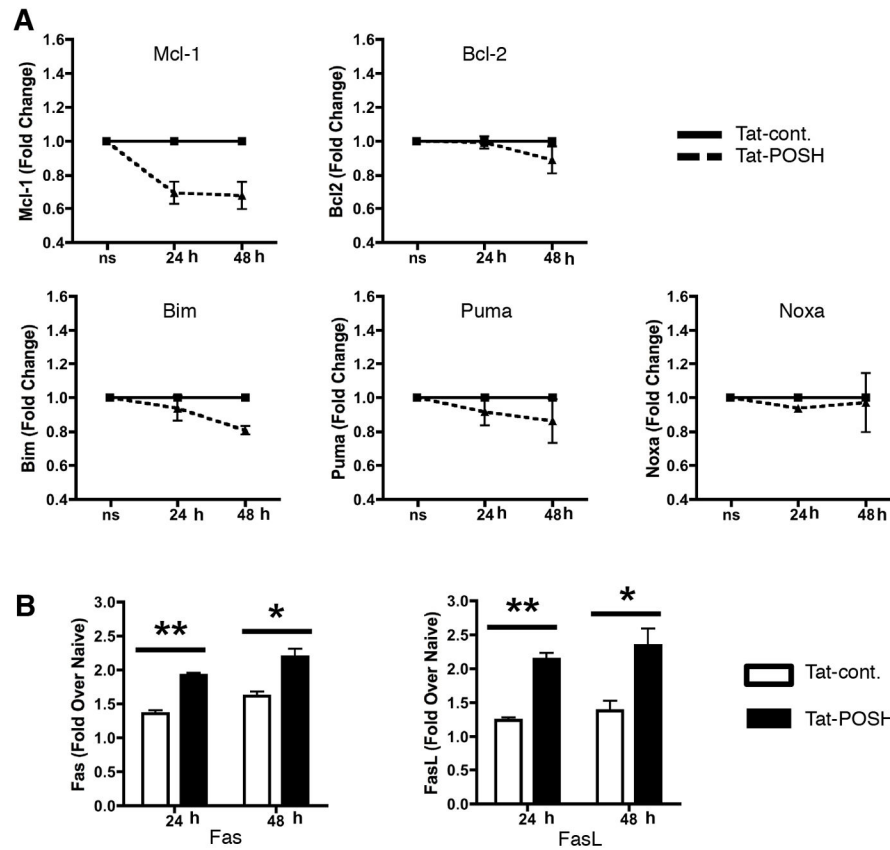 A
Mcl-1
Mcl-1 (Fold Change)
1.6
1.4
1.2
1.0
0.8
0.6
0.4
ns
24 h
48 h
Bcl-2
Bcl2 (Fold Change)
1.6
1.4
1.2
1.0
0.8
0.6
0.4
ns
24 h
48 h
Tat-cont.
Tat-POSH
Bim
Bim (Fold Change)
1.6
1.4
1.2
1.0
0.8
0.6
0.4
ns
24 h
48 h
Puma
Puma (Fold Change)
1.6
1.4
1.2
1.0
0.8
0.6
0.4
ns
24 h
48 h
Noxa
Noxa (Fold Change)
1.6
1.4
1.2
1.0
0.8
0.6
0.4
ns
24 h
48 h
B
Fas (Fold Over Naive)
3.0
2.5
2.0
1.5
1.0
0.5
0.0
**
*
24 h
48 h
Fas
FasL (Fold Over Naive)
3.0
2.5
2.0
1.5
1.0
0.5
0.0
**
*
24 h
48 h
FasL
Tat-cont.
Tat-POSH